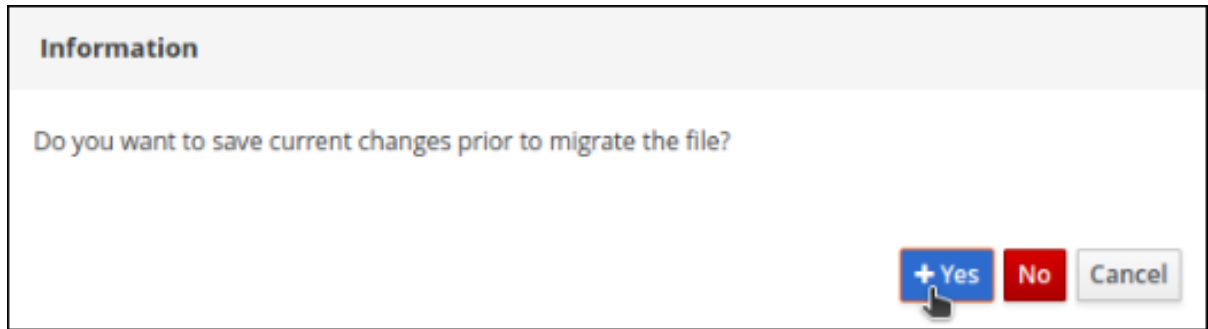 Information
Do you want to save current changes prior to migrate the file?
+ Yes No Cancel